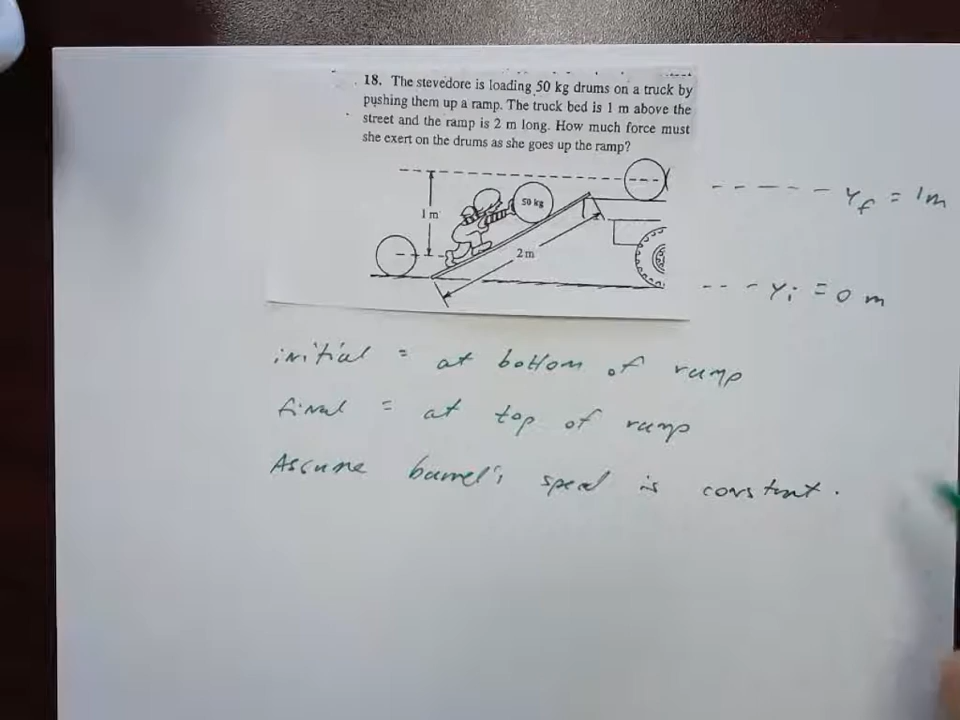 18. The stevedore is loading 50 kg drums on a truck by
pushing them up a ramp. The truck bed is 1 m above the
street and the ramp is 2 m long. How much force must
she exert on the drums as she goes up the ramp?
50 kg
1 m
2 m
Yf = 1m
Yi = 0 m
initial = at bottom of ramp
final = at top of ramp
Assume barrel's speed is constant.